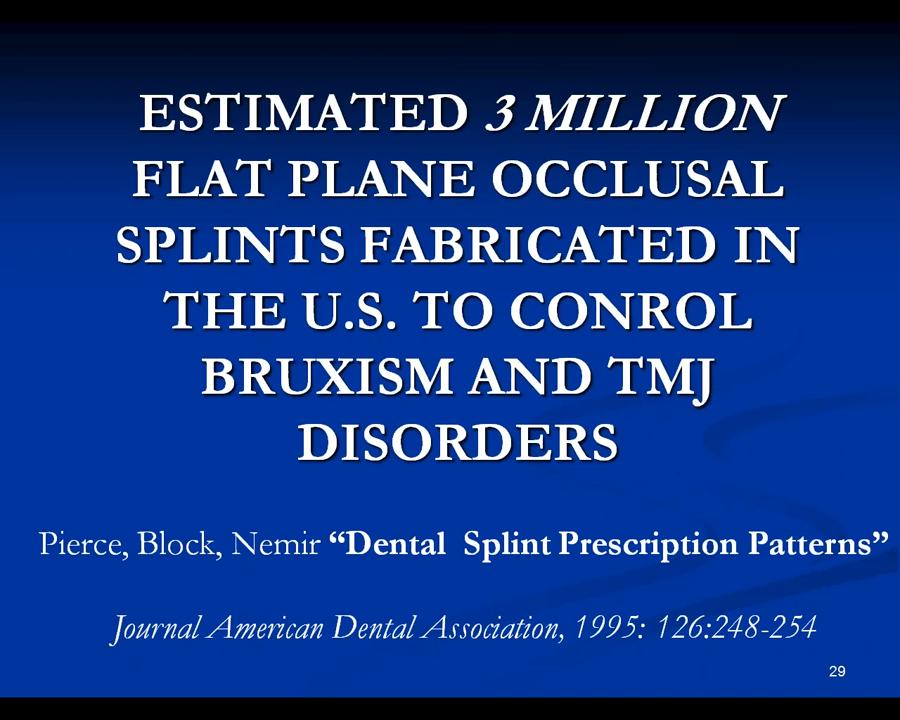 ESTIMATED 3 MILLION
FLAT PLANE OCCLUSAL
SPLINTS FABRICATED IN
THE U.S. TO CONROL
BRUXISM AND TMJ
DISORDERS
Pierce, Block, Nemir “Dental Splint Prescription Patterns”
Journal American Dental Association, 1995: 126:248-254
29